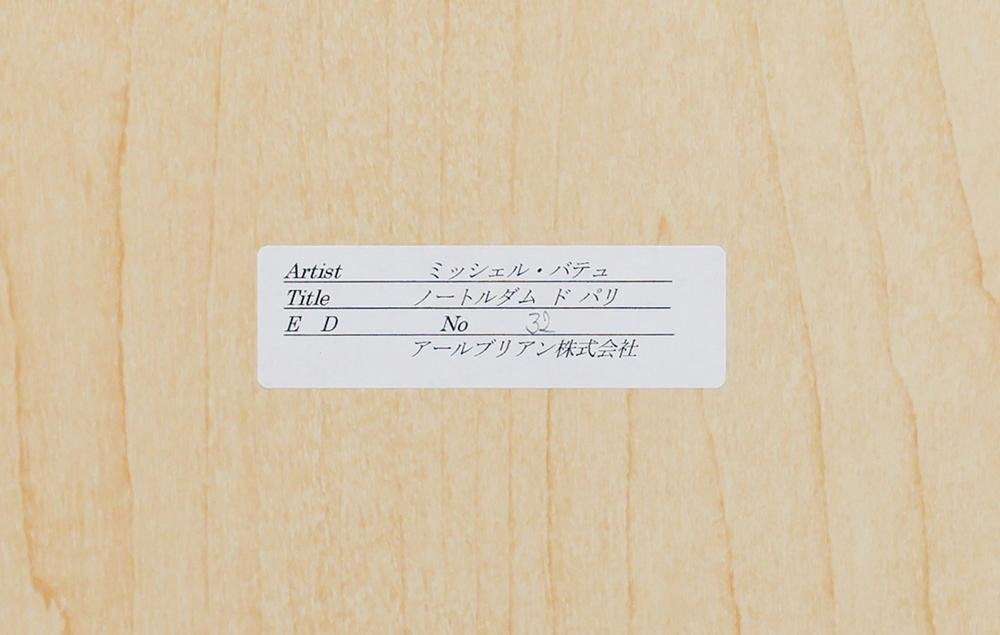 Artist ミッシェル・バテュ
Title ノートルダム ド パリ
E D No 32
アールブリアン株式会社